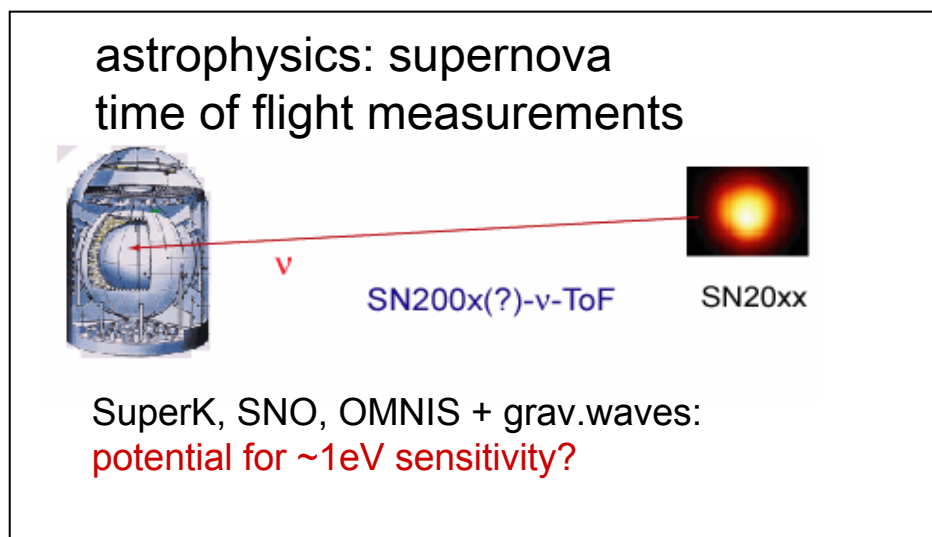 astrophysics: supernova
time of flight measurements
ν
SN200x(?)-ν-ToF
SN20xx
SuperK, SNO, OMNIS + grav.waves:
potential for ~1eV sensitivity?